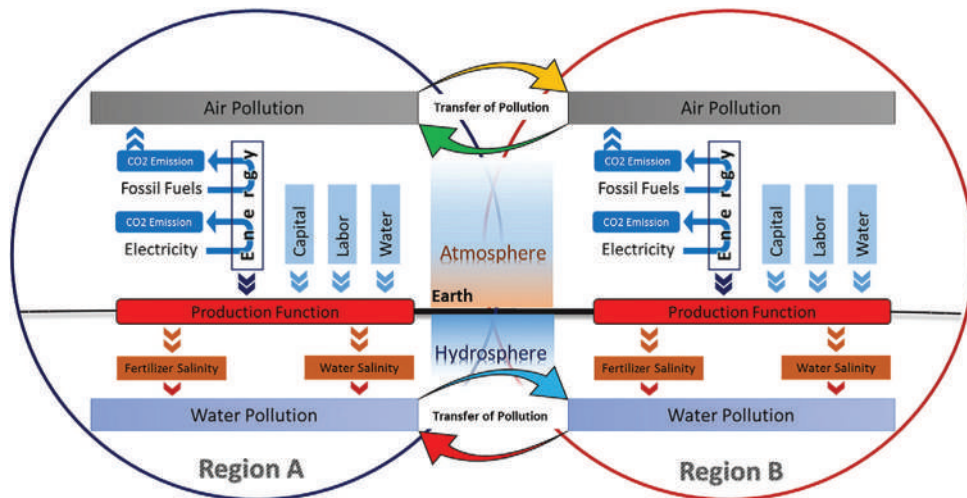 Air Pollution
Transfer of Pollution
Air Pollution
CO2 Emission
Fossil Fuels
CO2 Emission
Electricity
Energy
Capital
Labor
Water
Atmosphere
CO2 Emission
Fossil Fuels
CO2 Emission
Electricity
Energy
Capital
Labor
Water
Earth
Production Function
Production Function
Hydrosphere
Fertilizer Salinity
Water Salinity
Fertilizer Salinity
Water Salinity
Water Pollution
Transfer of Pollution
Water Pollution
Region A
Region B